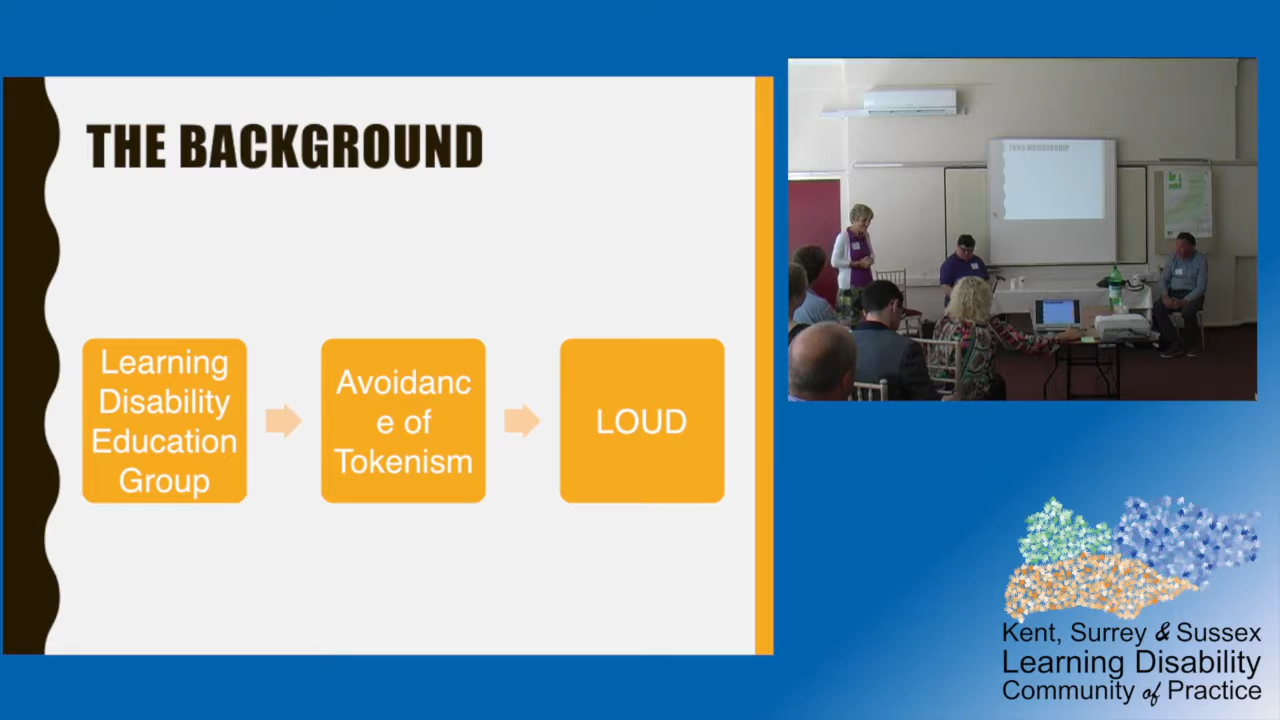 THE BACKGROUND
Learning
Disability
Education
Group
Avoidanc
e of
Tokenism
LOUD
Kent, Surrey & Sussex
Learning Disability
Community of Practice